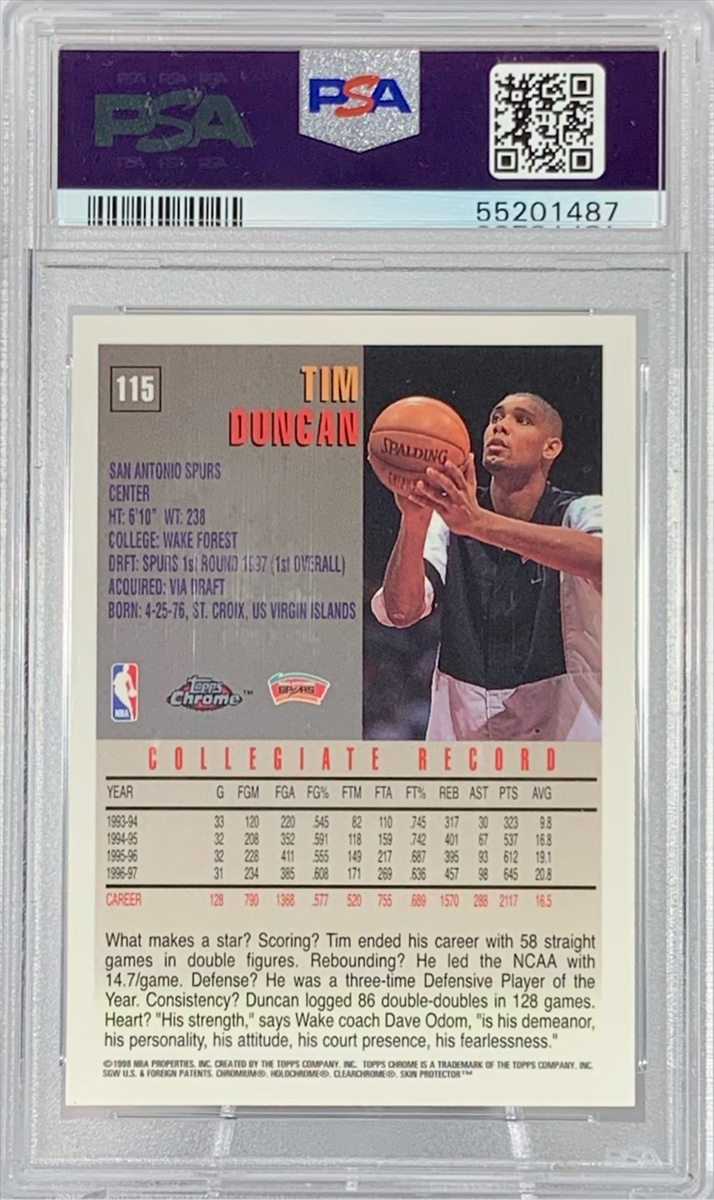 PSA PSA PSA
PSA
PSA PSA PSA
PSA
55201487
115
TIM
DUNCAN
SPALDING
SAN ANTONIO SPURS
CENTER
HT: 6'10" WT: 238
COLLEGE: WAKE FOREST
DRFT: SPURS 1st ROUND 1997 (1st OVERALL)
ACQUIRED: VIA DRAFT
BORN: 4-25-76, ST. CROIX, US VIRGIN ISLANDS
NBA
Topps
Chrome™
SPURS
COLLEGIATE RECORD
YEAR G FGM FGA FG% FTM FTA FT% REB AST PTS AVG
1993-94 33 120 220 .545 82 110 .745 317 30 323 9.8
1994-95 32 208 352 .591 118 159 .742 401 67 537 16.8
1995-96 32 228 411 .555 149 217 .687 395 93 612 19.1
1996-97 31 234 385 .608 171 269 .636 457 98 645 20.8
CAREER 128 790 1368 .577 520 755 .689 1570 288 2117 16.5
What makes a star? Scoring? Tim ended his career with 58 straight
games in double figures. Rebounding? He led the NCAA with
14.7/game. Defense? He was a three-time Defensive Player of the
Year. Consistency? Duncan logged 86 double-doubles in 128 games.
Heart? "His strength," says Wake coach Dave Odom, "is his demeanor,
his personality, his attitude, his court presence, his fearlessness."
©1998 NBA PROPERTIES, INC. CREATED BY THE TOPPS COMPANY, INC. TOPPS CHROME IS A TRADEMARK OF THE TOPPS COMPANY, INC.
SGW U.S. & FOREIGN PATENTS. CHROMIUM®, HOLOCHROME®, CLEARCHROME®, SKIN PROTECTOR™
PSA